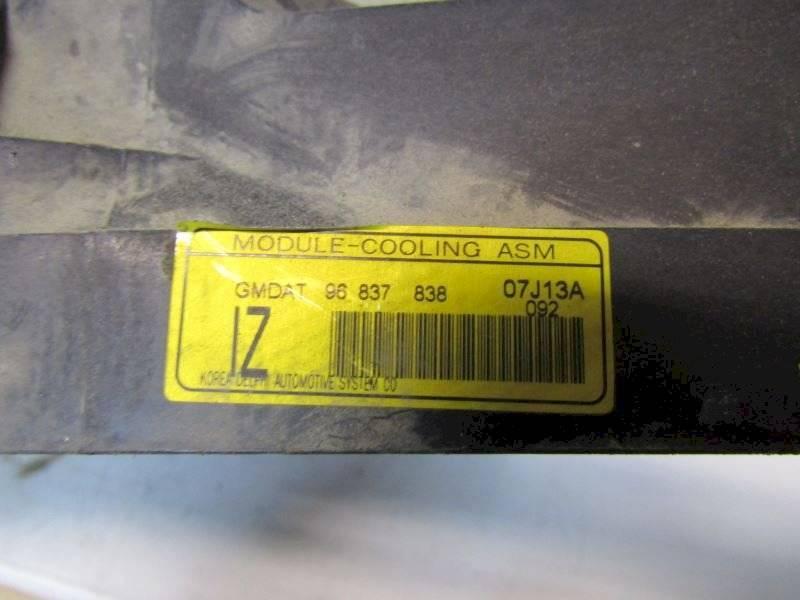 MODULE-COOLING ASM
GMDAT 96 837 838 07J13A
092
IZ
KOREA DELPHI AUTOMOTIVE SYSTEM CO